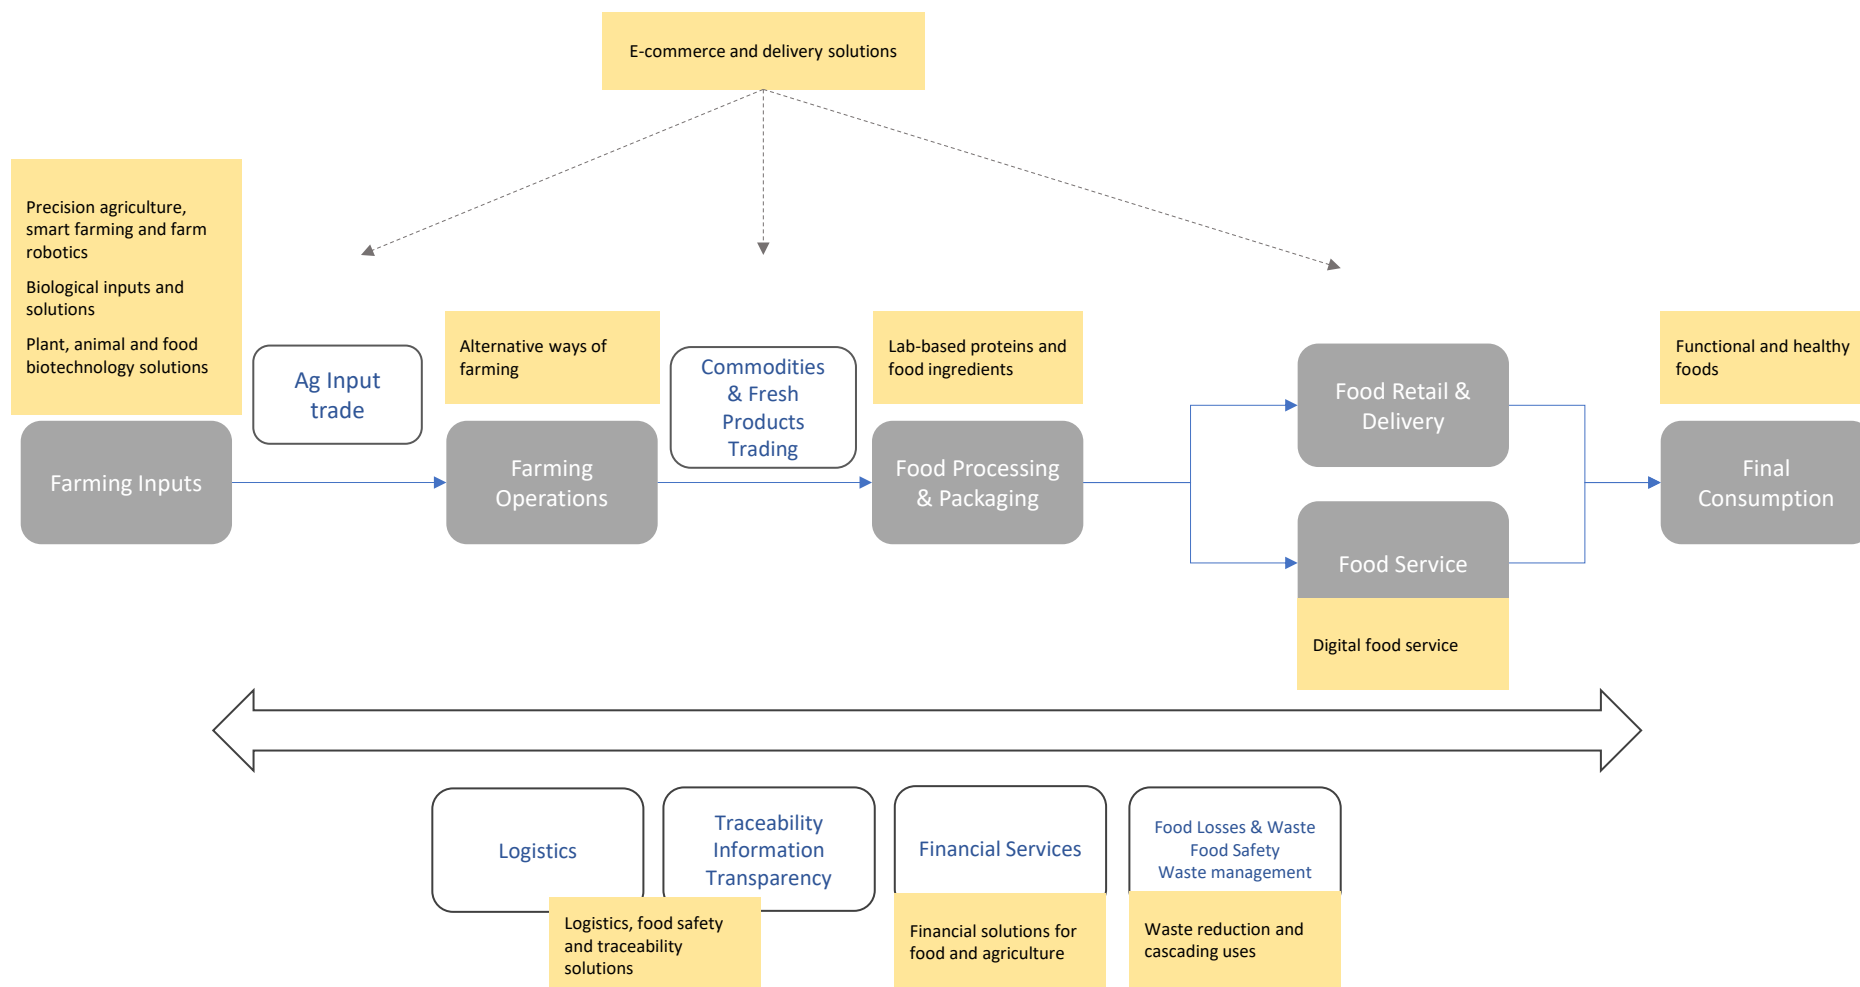 E-commerce and delivery solutions
Precision agriculture,
smart farming and farm
robotics
Biological inputs and
solutions
Plant, animal and food
biotechnology solutions
Ag Input
trade
Alternative ways of
farming
Commodities
& Fresh
Products
Trading
Lab-based proteins and
food ingredients
Functional and healthy
foods
Farming Inputs
Farming
Operations
Food Processing
& Packaging
Food Retail &
Delivery
Food Service
Final
Consumption
Digital food service
Logistics
Traceability
Information
Transparency
Financial Services
Food Losses & Waste
Food Safety
Waste management
Logistics, food safety
and traceability
solutions
Financial solutions for
food and agriculture
Waste reduction and
cascading uses